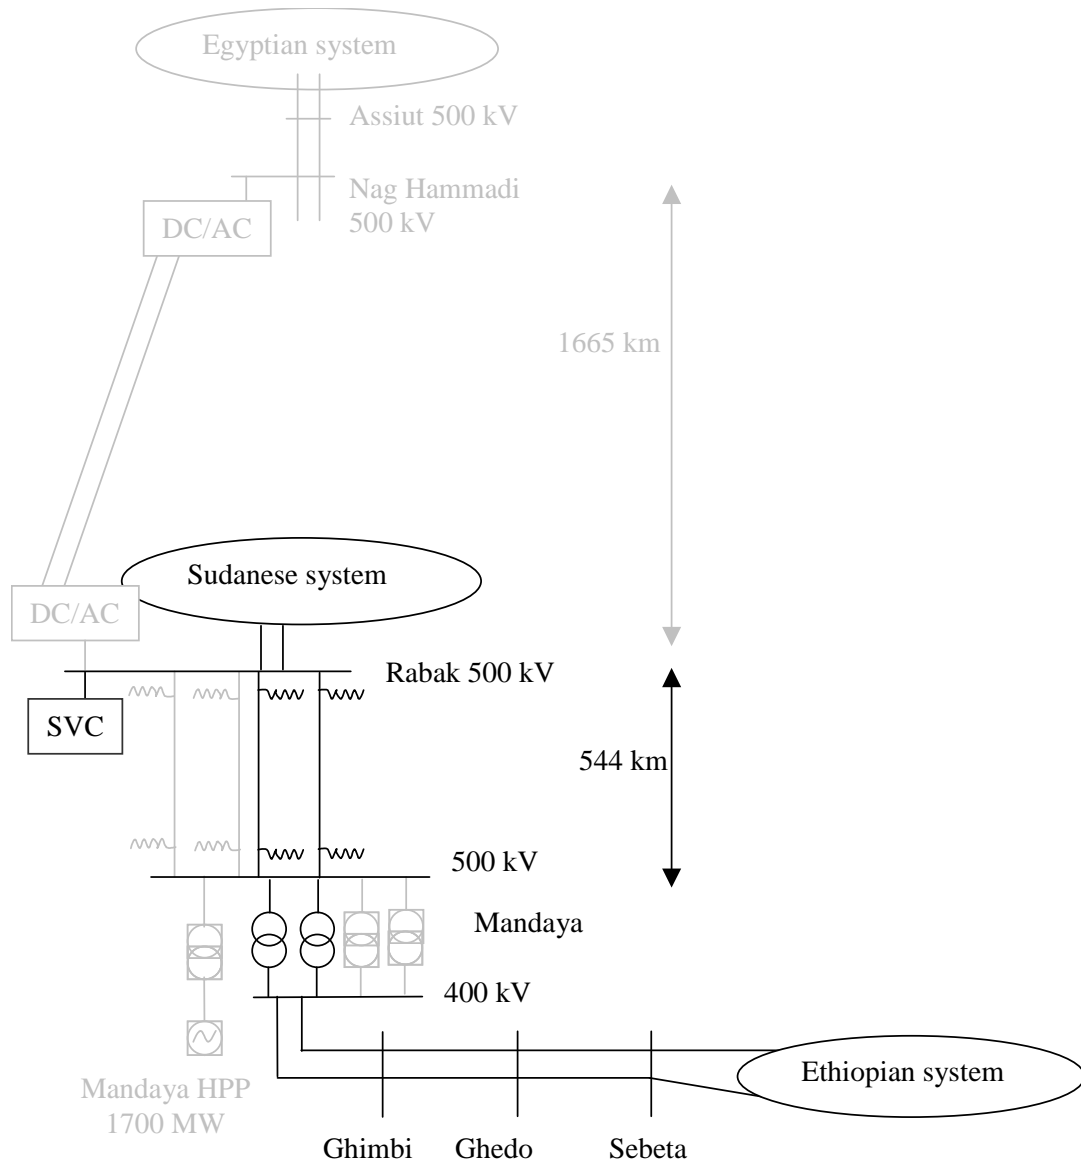 Egyptian system
Assiut 500 kV
Nag Hammadi
500 kV
DC/AC
1665 km
Sudanese system
DC/AC
Rabak 500 kV
SVC
544 km
500 kV
Mandaya
400 kV
Ethiopian system
Mandaya HPP
1700 MW
Ghimbi
Ghedo
Sebeta